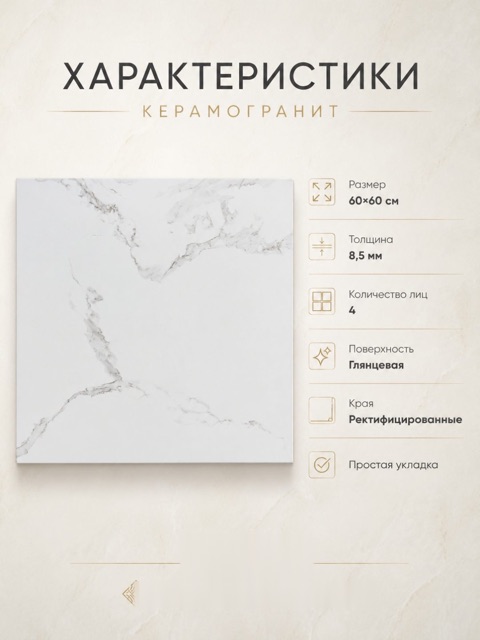 ХАРАКТЕРИСТИКИ
КЕРАМОГРАНИТ
Размер
60×60 см
Толщина
8,5 мм
Количество лиц
4
Поверхность
Глянцевая
Края
Ректифицированные
Простая укладка